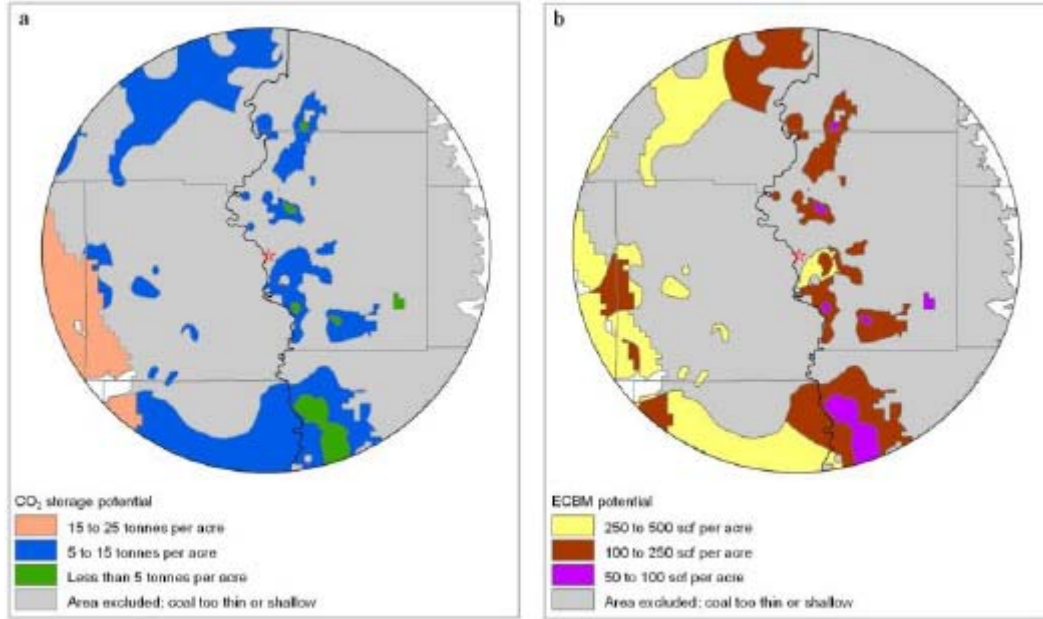 a
CO₂ storage potential
15 to 25 tonnes per acre
5 to 15 tonnes per acre
Less than 5 tonnes per acre
Area excluded: coal too thin or shallow
b
ECBM potential
250 to 500 scf per acre
100 to 250 scf per acre
50 to 100 scf per acre
Area excluded: coal too thin or shallow